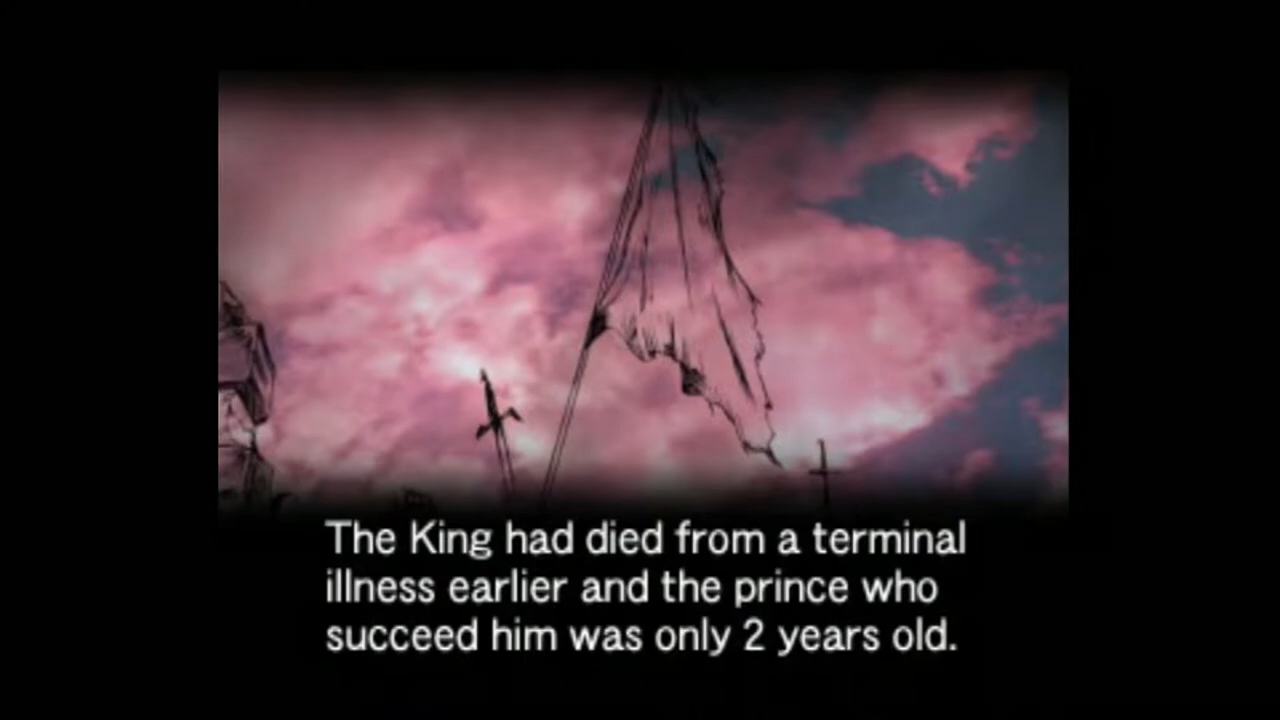 The King had died from a terminal
illness earlier and the prince who
succeed him was only 2 years old.